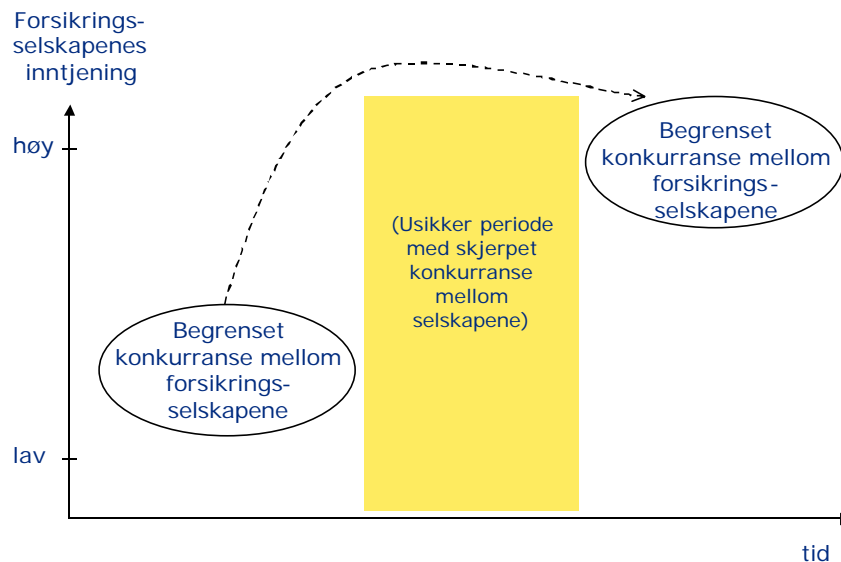 Forsikrings-
selskapenes
inntjening
høy
Begrenset
konkurranse mellom
forsikrings-
selskapene
(Usikker periode
med skjerpet
konkurranse
mellom
selskapene)
Begrenset
konkurranse mellom
forsikrings-
selskapene
lav
tid